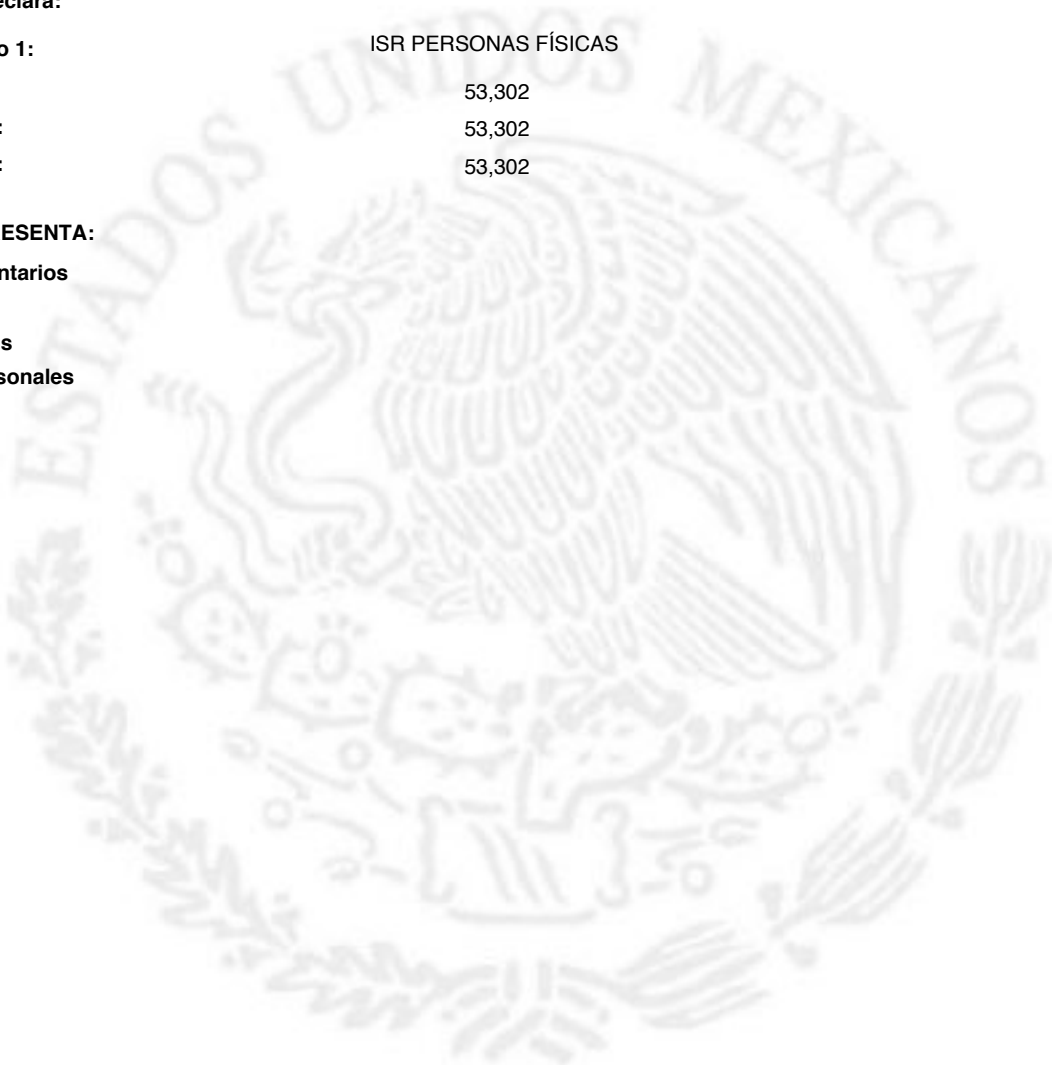 eclara:
o 1: ISR PERSONAS FÍSICAS
53,302
: 53,302
: 53,302
ESENTA:
ntarios
s
sonales
ESTADOS UNIDOS MEXICANOS